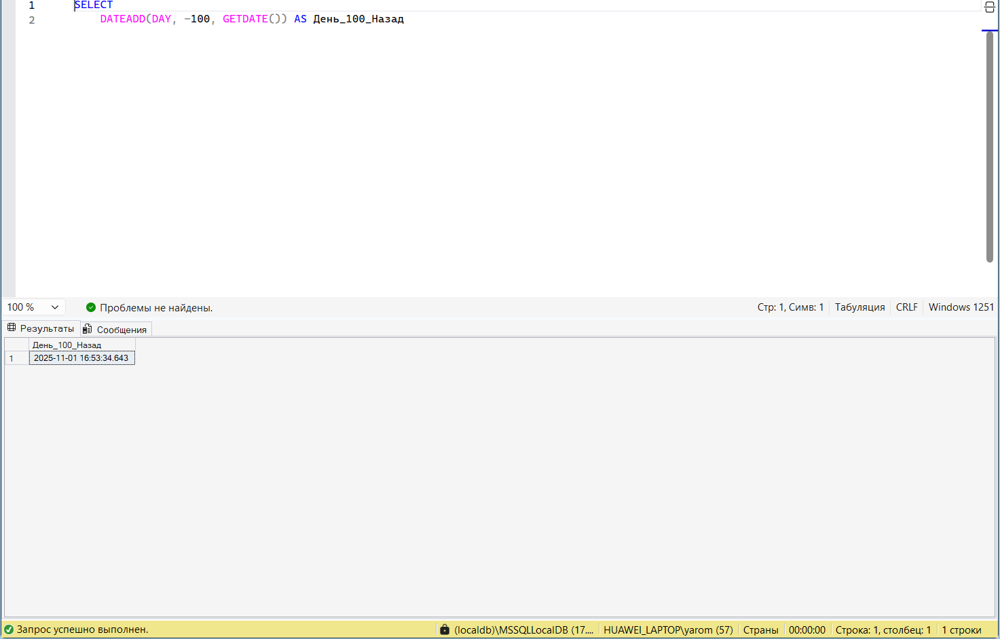 1 SELECT
2 DATEADD(DAY, -100, GETDATE()) AS День_100_Назад
100 % Проблемы не найдены. Стр: 1, Симв: 1 Табуляция CRLF Windows 1251
Результаты Сообщения
День_100_Назад
1 2025-11-01 16:53:34.643
Запрос успешно выполнен. (localdb)\MSSQLLocalDB (17.... HUAWEI_LAPTOP\yarom (57) Страны 00:00:00 Строка: 1, столбец: 1 1 строки